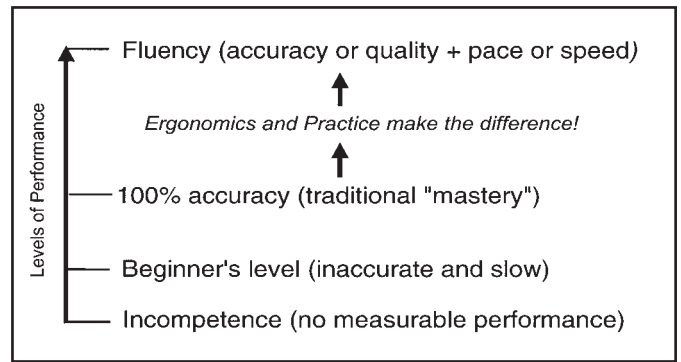 Levels of Performance
Fluency (accuracy or quality + pace or speed)
Ergonomics and Practice make the difference!
100% accuracy (traditional "mastery")
Beginner's level (inaccurate and slow)
Incompetence (no measurable performance)